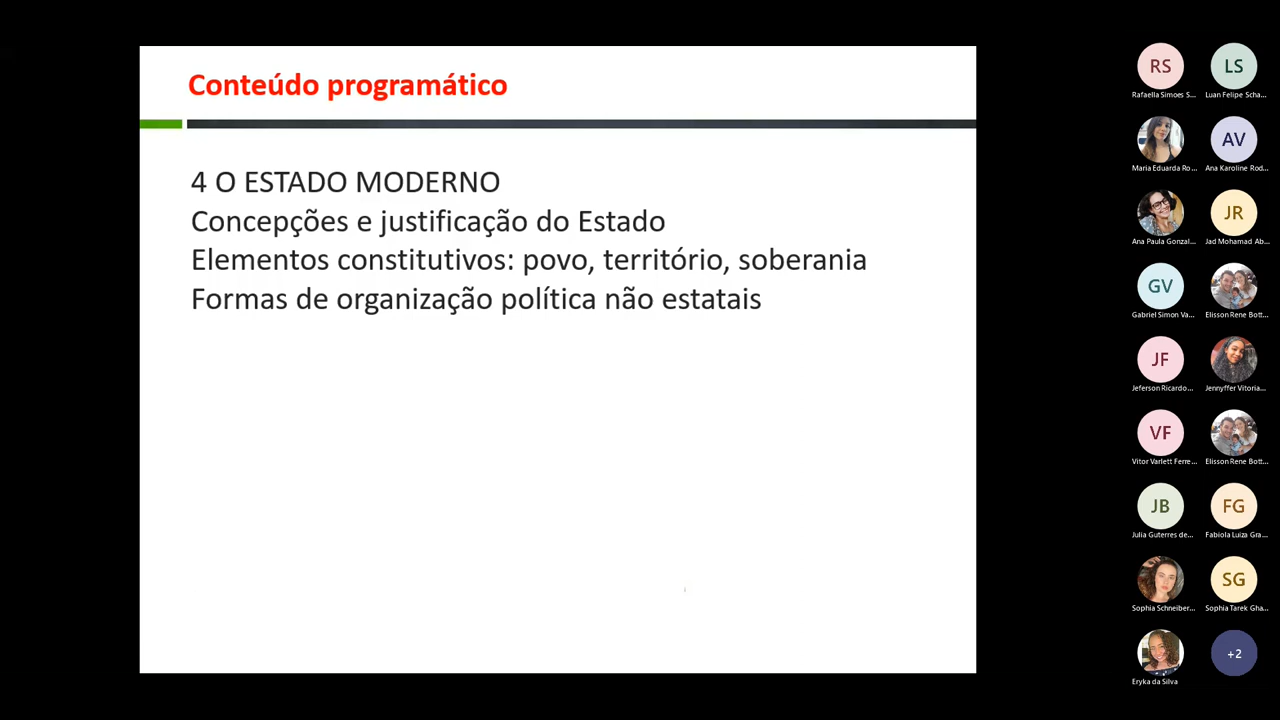 Conteúdo programático
4 O ESTADO MODERNO
Concepções e justificação do Estado
Elementos constitutivos: povo, território, soberania
Formas de organização política não estatais
RS
LS
Rafaella Simoes S...
Luan Felipe Scha...
AV
Maria Eduarda Ro...
Ana Karoline Rod...
JR
Ana Paula Gonzal...
Jad Mohamad Ab...
GV
Gabriel Simon Va...
Elisson Rene Bott...
JF
Jeferson Ricardo...
Jennyffer Vitoria...
VF
Vitor Varlett Ferre...
Elisson Rene Bott...
JB
FG
Julia Guterres de...
Fabiola Luiza Gra...
SG
Sophia Schneiber...
Sophia Tarek Gha...
+2
Eryka da Silva